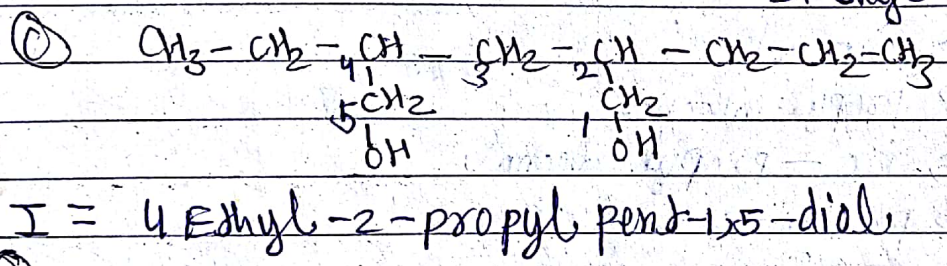 (C) CH3 - CH2 - 4CH - 3CH2 - 2CH - CH2 - CH2 - CH3
5CH2 1CH2
OH OH
I = 4 Ethyl-2-propyl pent-1,5-diol